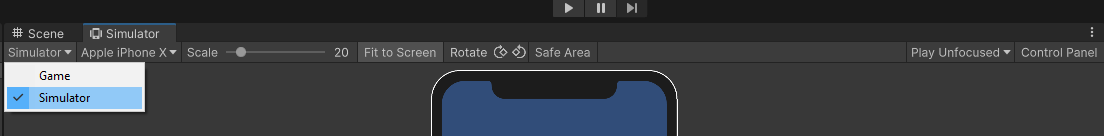 Scene Simulator
Simulator Apple iPhone X Scale 20 Fit to Screen Rotate Safe Area Play Unfocused Control Panel
Game
Simulator